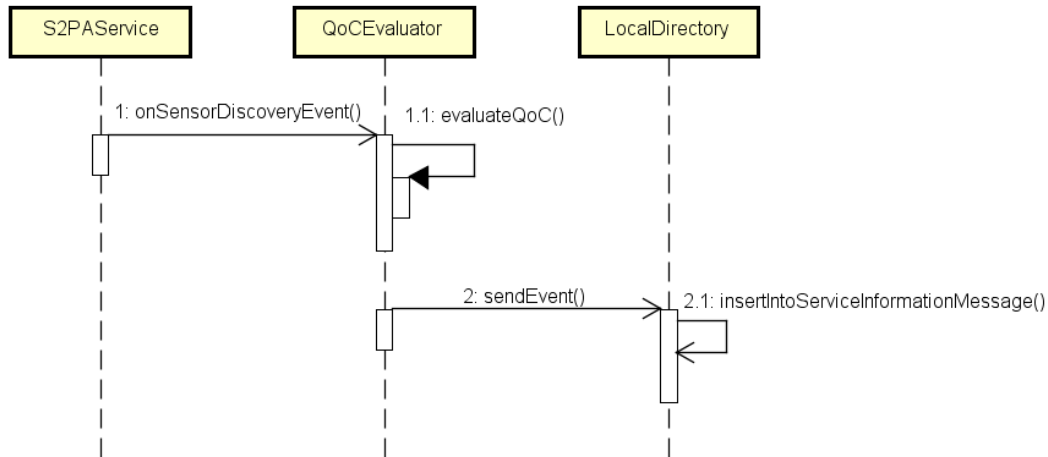 S2PAService
QoCEvaluator
LocalDirectory
1: onSensorDiscoveryEvent()
1.1: evaluateQoC()
2: sendEvent()
2.1: insertIntoServiceInformationMessage()